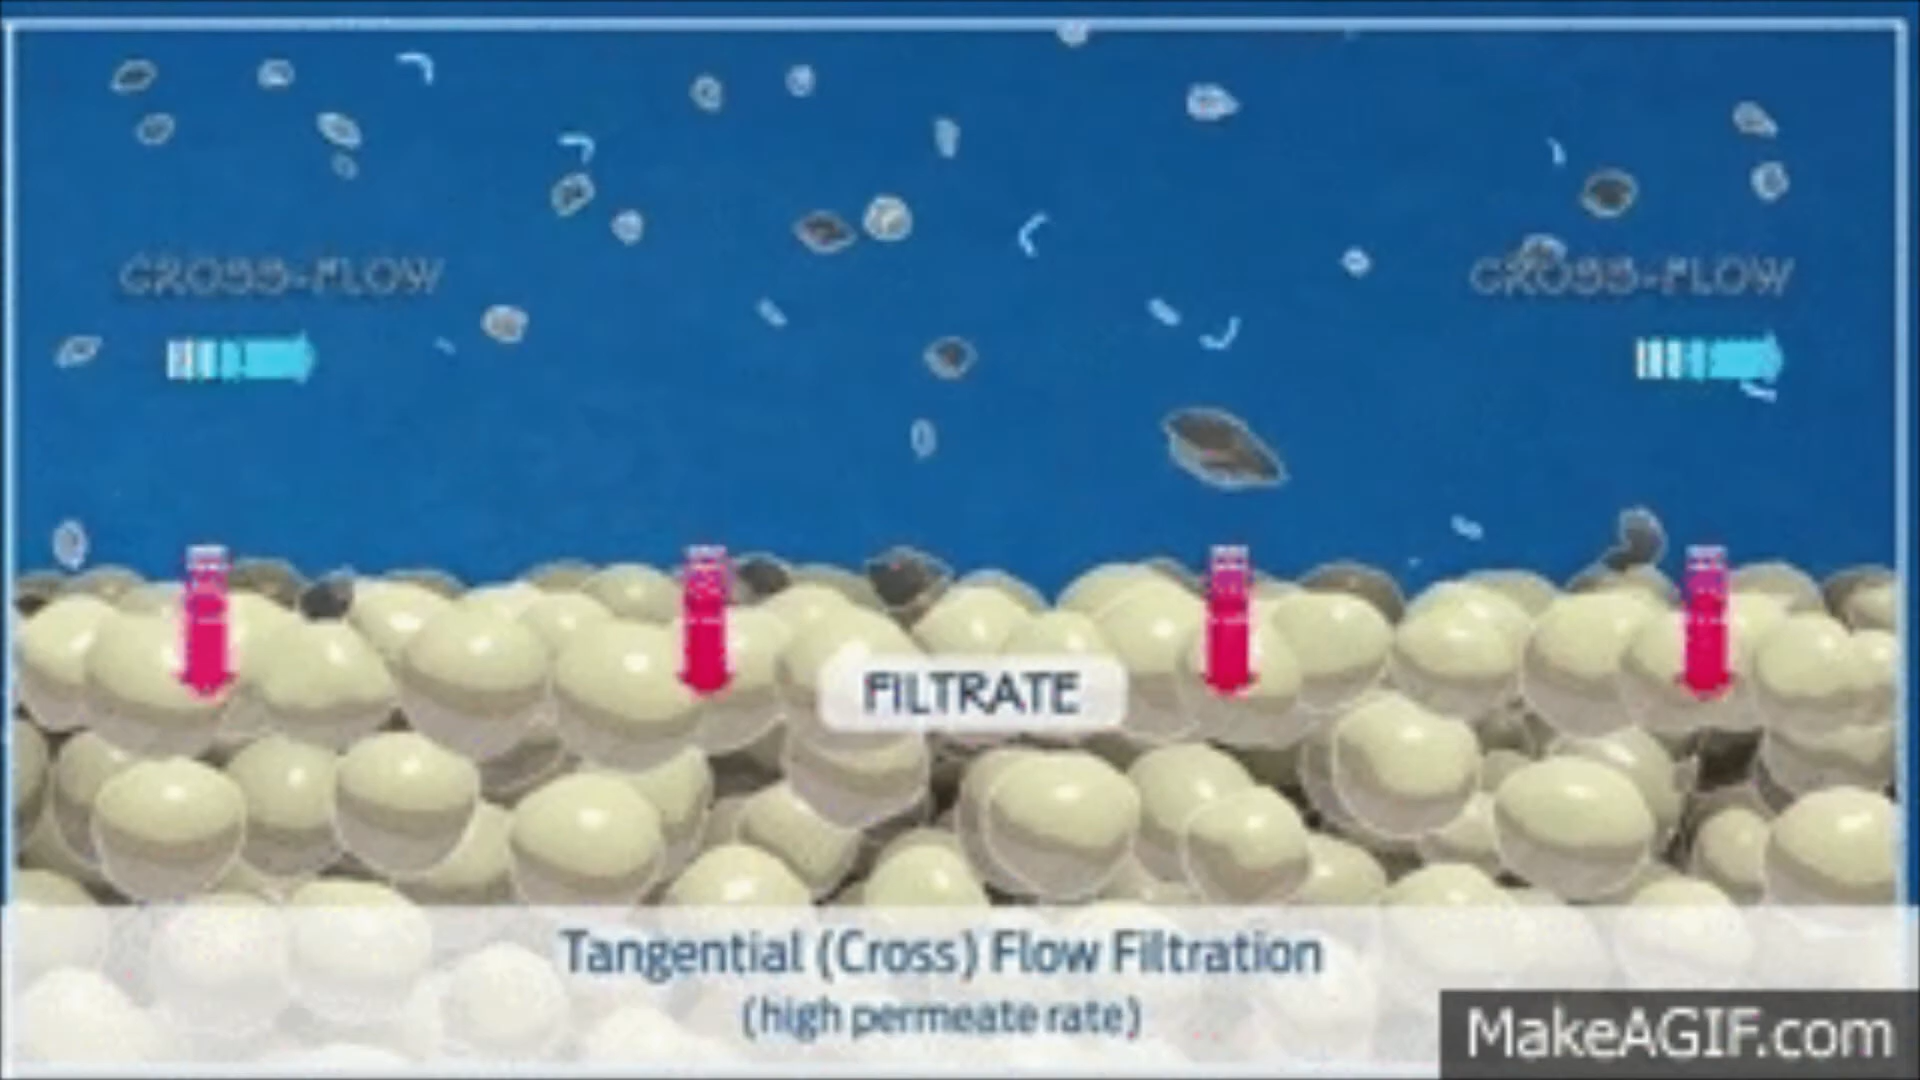 CROSS-FLOW
CROSS-FLOW
FILTRATE
Tangential (Cross) Flow Filtration
(high permeate rate)
MakeAGIF.com